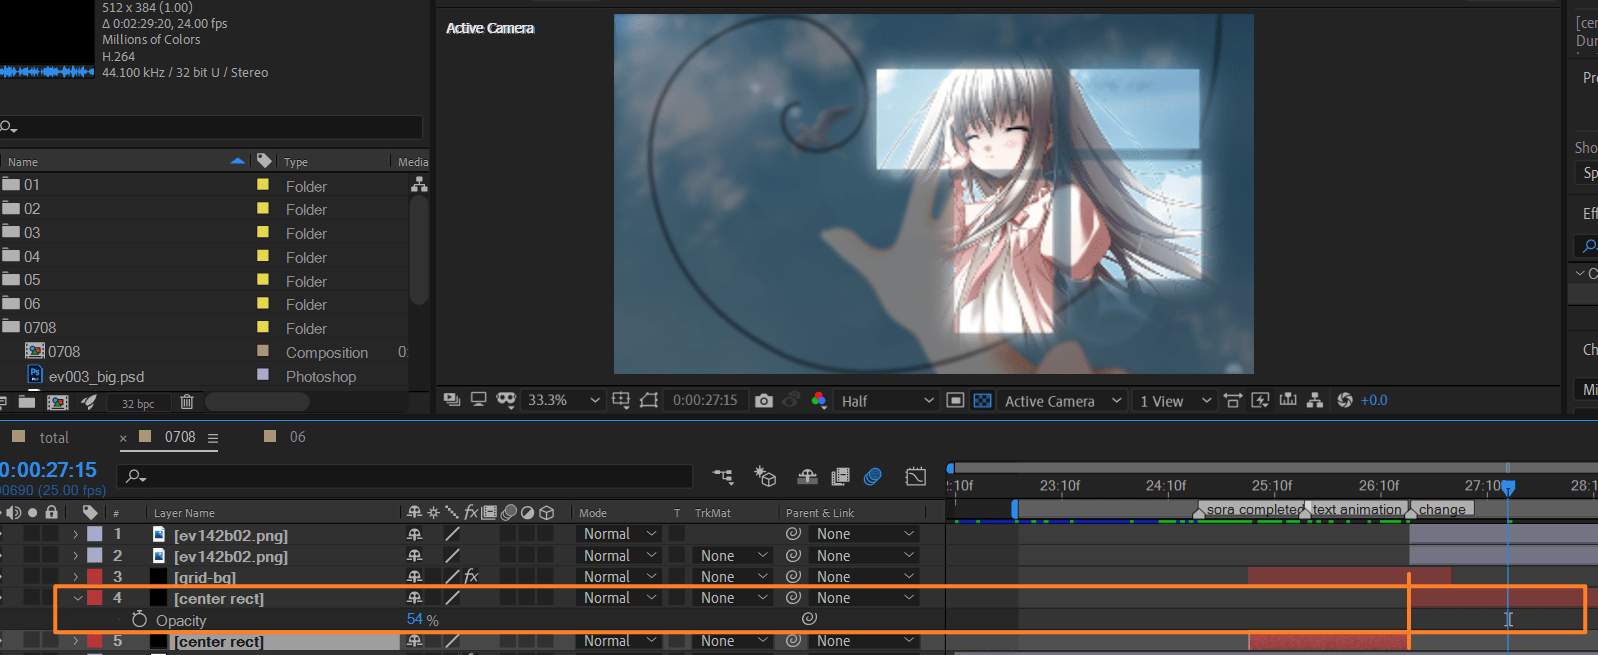 512 x 384 (1.00)
Δ 0:02:29:20, 24.00 fps
Millions of Colors
H.264
44.100 kHz / 32 bit U / Stereo
Name Type Media
01 Folder
02 Folder
03 Folder
04 Folder
05 Folder
06 Folder
0708 Folder
0708 Composition 0:
ev003_big.psd Photoshop
32 bpc
Active Camera
33.3% 0:00:27:15 Half Active Camera 1 View +0.0
[cen
Dur
Pre
Sho
Sp
Eff
C
Ch
Mi
total × 0708 06
0:00:27:15
00690 (25.00 fps)
:10f 23:10f 24:10f 25:10f 26:10f 27:10 28:1
sora completed text animation change
# Layer Name fx Mode T TrkMat Parent & Link
1 [ev142b02.png] Normal None
2 [ev142b02.png] Normal None None
3 [grid-bg] fx Normal None None
4 [center rect] Normal None None
Opacity 54 %
5 [center rect] Normal None None